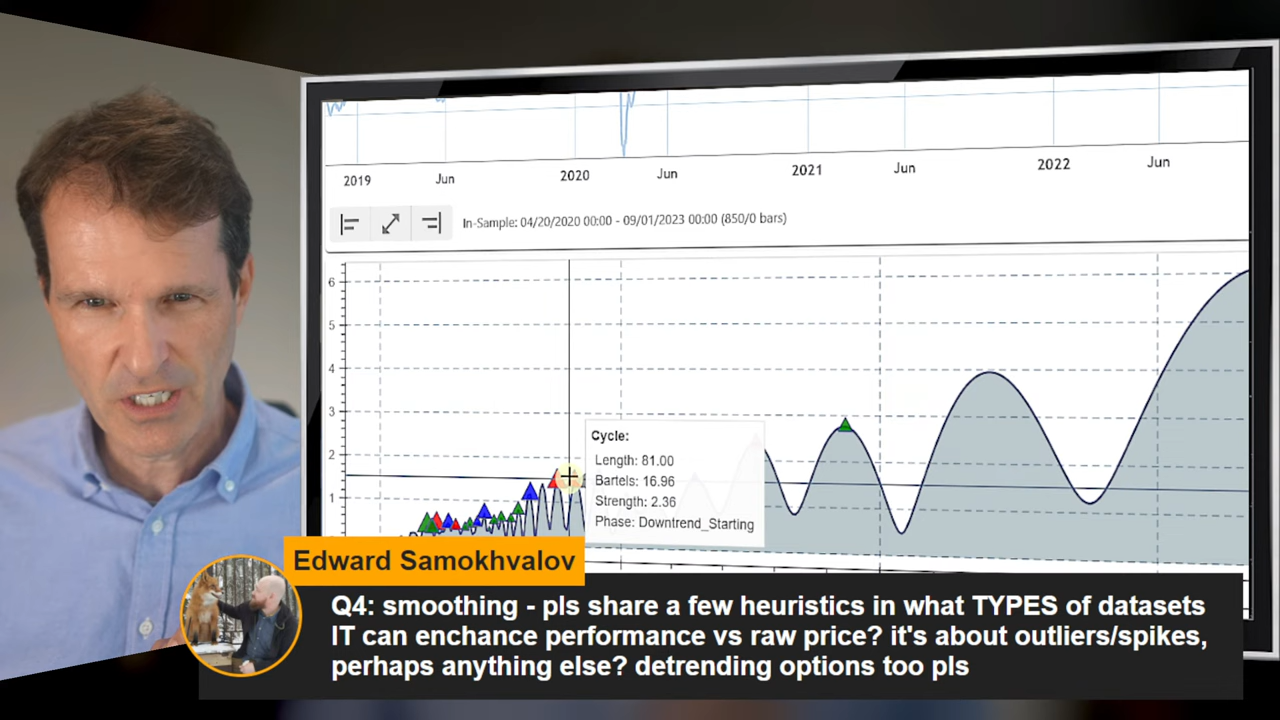 2019
Jun
2020
Jun
2021
Jun
2022
Jun
In-Sample: 04/20/2020 00:00 - 09/01/2023 00:00 (850/0 bars)
6
5
4
3
2
1
Cycle:
Length: 81.00
Bartels: 16.96
Strength: 2.36
Phase: Downtrend_Starting
Edward Samokhvalov
Q4: smoothing - pls share a few heuristics in what TYPES of datasets
IT can enchance performance vs raw price? it's about outliers/spikes,
perhaps anything else? detrending options too pls